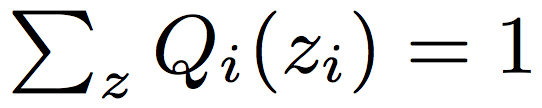 ∑_z Q_i(z_i) = 1